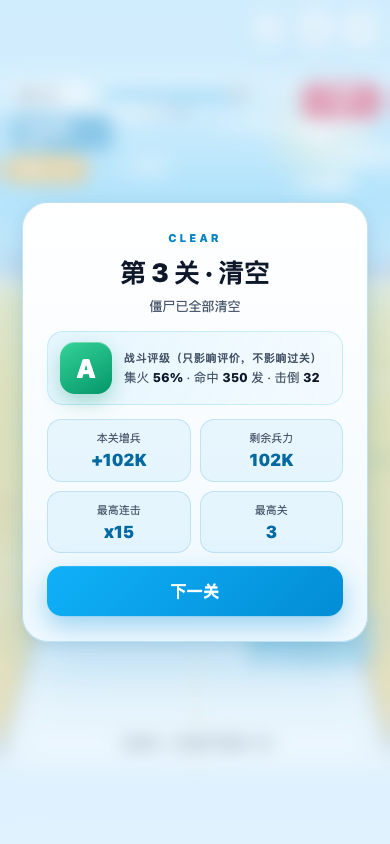 CLEAR
第 3 关 · 清空
僵尸已全部清空
A
战斗评级（只影响评价，不影响过关）
集火 56% · 命中 350 发 · 击倒 32
本关增兵
+102K
剩余兵力
102K
最高连击
x15
最高关
3
下一关